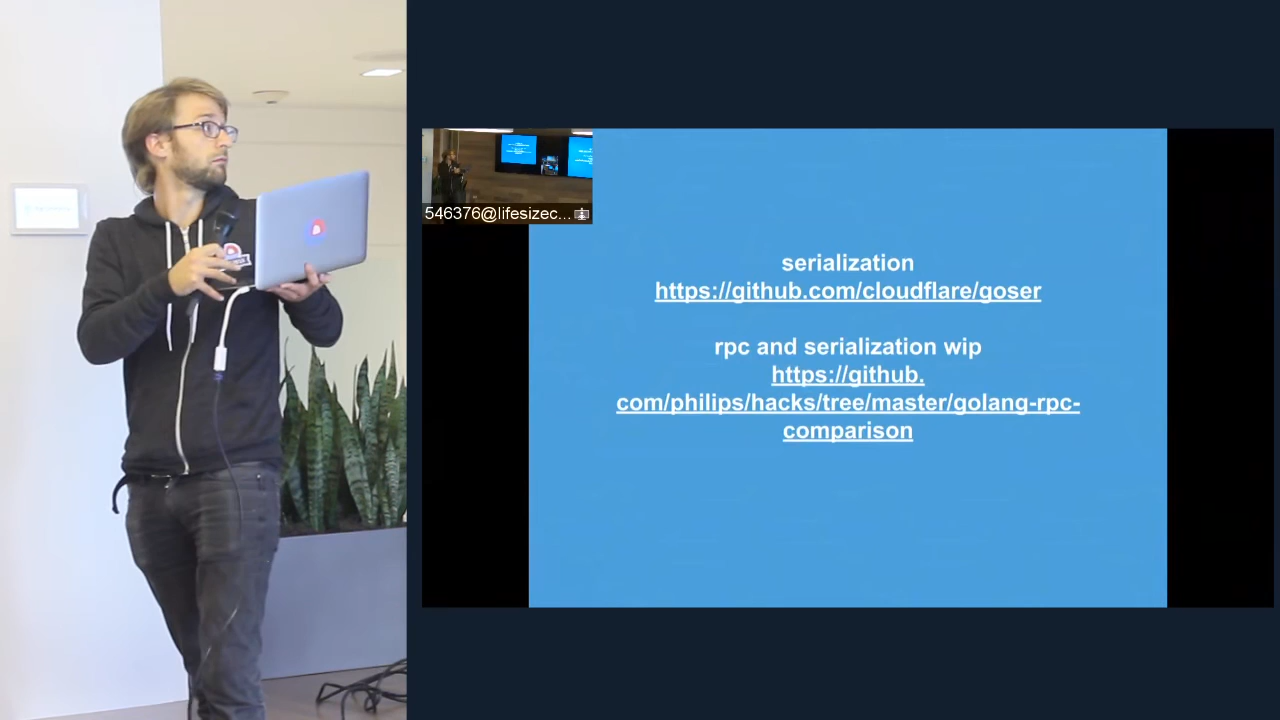 546376@lifesizec...
serialization
https://github.com/cloudflare/goser
rpc and serialization wip
https://github.
com/philips/hacks/tree/master/golang-rpc-
comparison